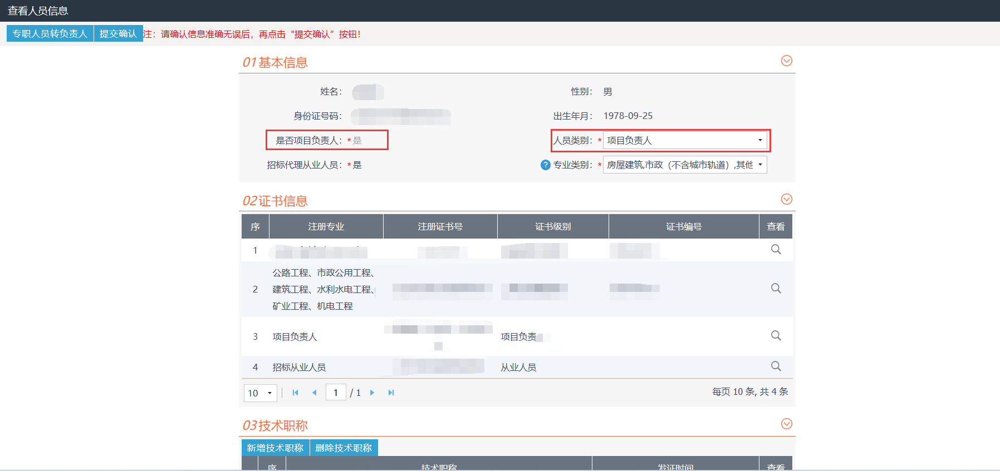 查看人员信息
专职人员转负责人 提交确认 注：请确认信息准确无误后，再点击“提交确认”按钮！
01基本信息
姓名： 性别： 男
身份证号码： 出生年月： 1978-09-25
是否项目负责人：*是 人员类别：*项目负责人
招标代理从业人员：*是 ? 专业类别：*房屋建筑,市政（不含城市轨道）,其他
02证书信息
序 注册专业 注册证书号 证书级别 证书编号 查看
1
2 公路工程、市政公用工程、
建筑工程、水利水电工程、
矿业工程、机电工程
3 项目负责人 项目负责
4 招标从业人员 从业人员
10 1 / 1 每页 10 条, 共 4 条
03技术职称
新增技术职称 删除技术职称
序 技术职称 发证时间 查看